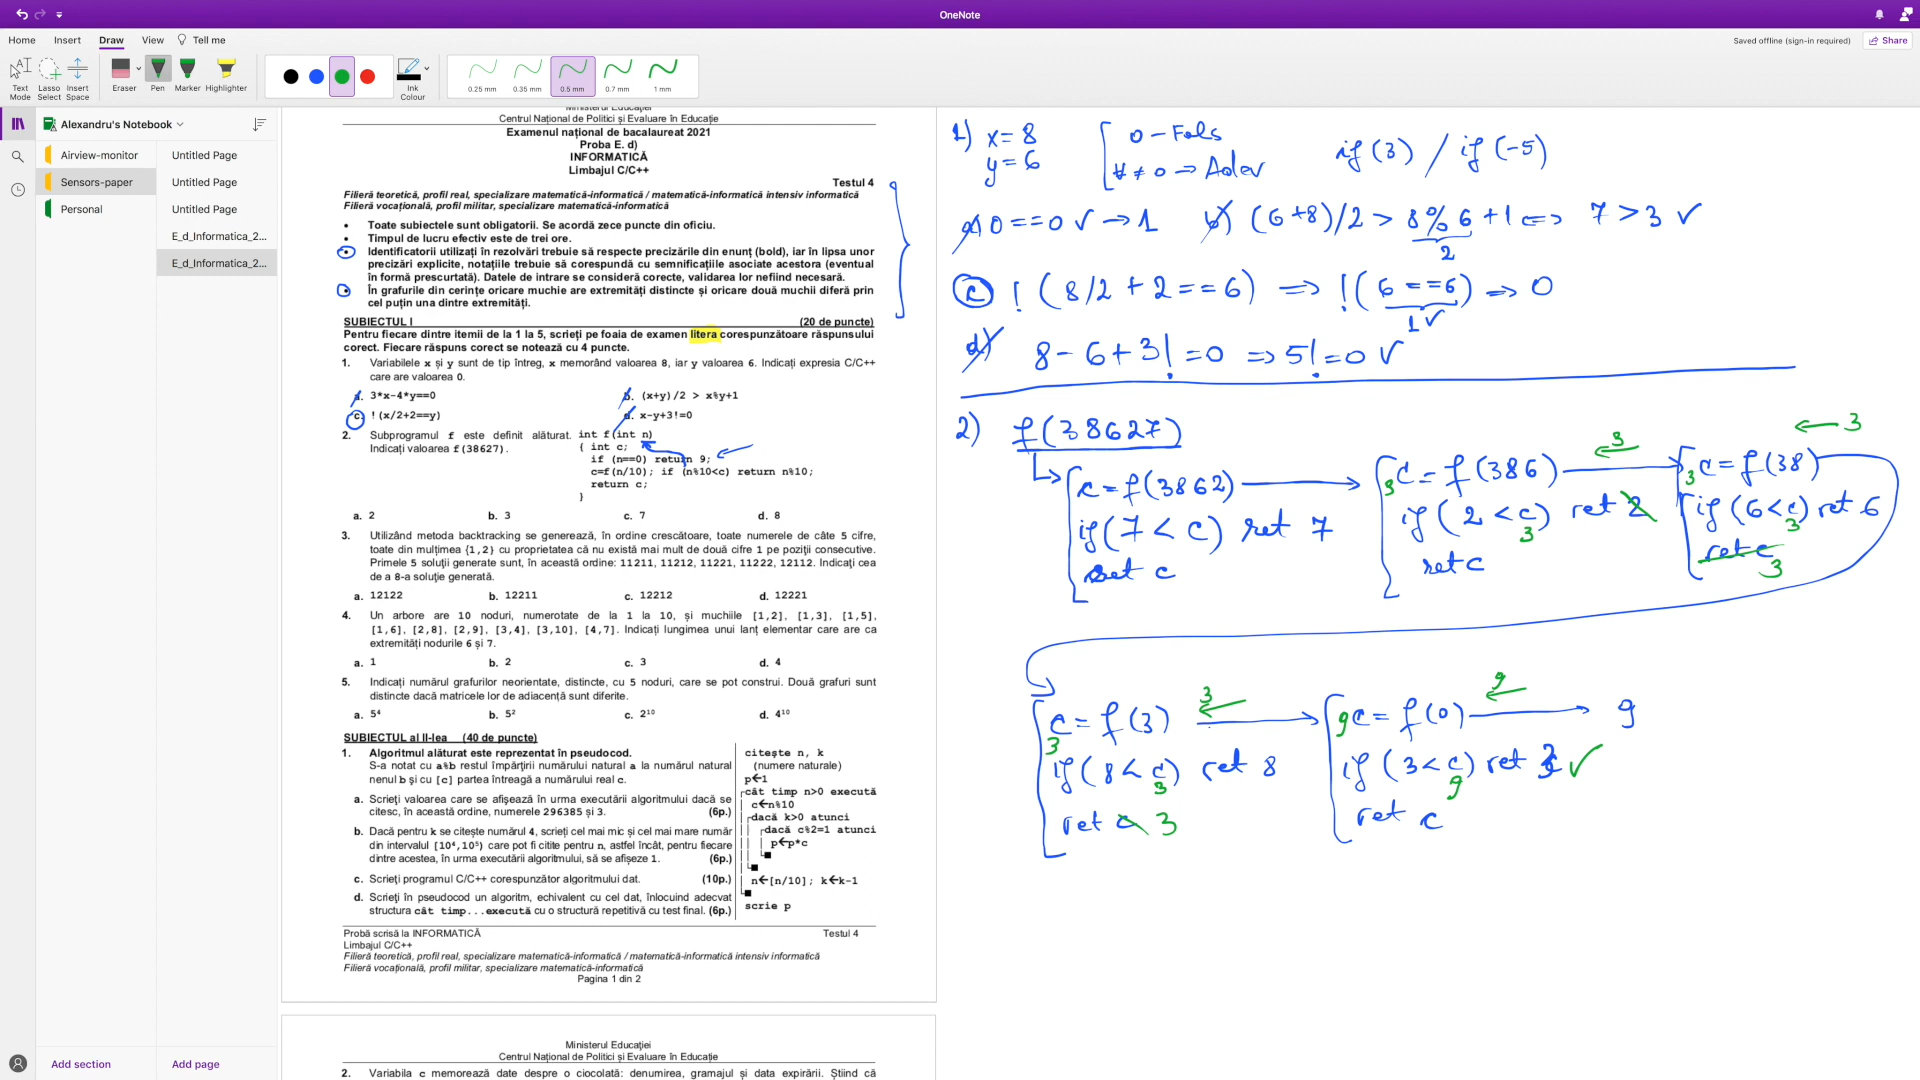 OneNote
Home Insert Draw View Tell me
Saved offline (sign-in required) Share
Text Mode
Lasso Select
Insert Space
Eraser
Pen
Marker
Highlighter
Ink Colour
0.25 mm 0.35 mm 0.5 mm 0.7 mm 1 mm
Alexandru's Notebook
Airview-monitor
Sensors-paper
Personal
Untitled Page
Untitled Page
Untitled Page
E_d_Informatica_2...
E_d_Informatica_2...
Add section
Add page
Ministerul Educației
Centrul Național de Politici și Evaluare în Educație
Examenul național de bacalaureat 2021
Proba E. d)
INFORMATICĂ
Limbajul C/C++
Testul 4
Filieră teoretică, profil real, specializare matematică-informatică / matematică-informatică intensiv informatică
Filieră vocațională, profil militar, specializare matematică-informatică
• Toate subiectele sunt obligatorii. Se acordă zece puncte din oficiu.
• Timpul de lucru efectiv este de trei ore.
• Identificatorii utilizați în rezolvări trebuie să respecte precizările din enunț (bold), iar în lipsa unor
precizări explicite, notațiile trebuie să corespundă cu semnificațiile asociate acestora (eventual
în formă prescurtată). Datele de intrare se consideră corecte, validarea lor nefiind necesară.
• În grafurile din cerințe oricare muchie are extremități distincte și oricare două muchii diferă prin
cel puțin una dintre extremități.
SUBIECTUL I (20 de puncte)
Pentru fiecare dintre itemii de la 1 la 5, scrieți pe foaia de examen litera corespunzătoare răspunsului
corect. Fiecare răspuns corect se notează cu 4 puncte.
1. Variabilele x și y sunt de tip întreg, x memorând valoarea 8, iar y valoarea 6. Indicați expresia C/C++
care are valoarea 0.
a. 3*x-4*y==0 b. (x+y)/2 > x%y+1
c. !(x/2+2==y) d. x-y+3!=0
2. Subprogramul f este definit alăturat. int f(int n)
Indicați valoarea f(38627). { int c;
if (n==0) return 9;
c=f(n/10); if (n%10<c) return n%10;
return c;
}
a. 2 b. 3 c. 7 d. 8
3. Utilizând metoda backtracking se generează, în ordine crescătoare, toate numerele de câte 5 cifre,
toate din mulțimea {1,2} cu proprietatea că nu există mai mult de două cifre 1 pe poziții consecutive.
Primele 5 soluții generate sunt, în această ordine: 11211, 11212, 11221, 11222, 12112. Indicați cea
de a 8-a soluție generată.
a. 12122 b. 12211 c. 12212 d. 12221
4. Un arbore are 10 noduri, numerotate de la 1 la 10, și muchiile [1,2], [1,3], [1,5],
[1,6], [2,8], [2,9], [3,4], [3,10], [4,7]. Indicați lungimea unui lanț elementar care are ca
extremități nodurile 6 și 7.
a. 1 b. 2 c. 3 d. 4
5. Indicați numărul grafurilor neorientate, distincte, cu 5 noduri, care se pot construi. Două grafuri sunt
distincte dacă matricele lor de adiacență sunt diferite.
a. 5⁴ b. 5² c. 2¹⁰ d. 4¹⁰
SUBIECTUL al II-lea (40 de puncte)
1. Algoritmul alăturat este reprezentat în pseudocod.
S-a notat cu a%b restul împărțirii numărului natural a la numărul natural
nenul b și cu [c] partea întreagă a numărului real c.
a. Scrieți valoarea care se afișează în urma executării algoritmului dacă se
citesc, în această ordine, numerele 296385 și 3. (6p.)
b. Dacă pentru k se citește numărul 4, scrieți cel mai mic și cel mai mare număr
din intervalul [10⁴,10⁵) care pot fi citite pentru n, astfel încât, pentru fiecare
dintre acestea, în urma executării algoritmului, să se afișeze 1. (6p.)
c. Scrieți programul C/C++ corespunzător algoritmului dat. (10p.)
d. Scrieți în pseudocod un algoritm, echivalent cu cel dat, înlocuind adecvat
structura cât timp...execută cu o structură repetitivă cu test final. (6p.)
citește n, k
(numere naturale)
p←1
┌cât timp n>0 execută
│ c←n%10
│┌dacă k>0 atunci
││┌dacă c%2=1 atunci
│││ p←p*c
││└■
│└■
│ n←[n/10]; k←k-1
└■
scrie p
Probă scrisă la INFORMATICĂ Testul 4
Limbajul C/C++
Filieră teoretică, profil real, specializare matematică-informatică / matematică-informatică intensiv informatică
Filieră vocațională, profil militar, specializare matematică-informatică
Pagina 1 din 2
Ministerul Educației
Centrul Național de Politici și Evaluare în Educație
2. Variabila c memorează date despre o ciocolată: denumirea, gramajul și data expirării. Știind că
1) x=8 0 – Fals if (3) / if (-5)
y=6 ∀ ≠ 0 → Adev
a) 0==0 √ → 1 b) (6+8)/2 > 8%6+1 <=> 7 > 3 √
2
c) ! (8/2 + 2 == 6) => !(6==6) => 0
1√
d) 8 - 6 + 3! = 0 => 5! = 0 √
2) f(38627)
c = f(3862) → c = f(386) → c = f(38)
3 3 3 3
if (7 < c) ret 7 if (2 < c) ret 2 if (6 < c) ret 6
3 3
ret c ret c ret c
3
c = f(3) → c = f(0) → 9
3 3 9 9
if (8 < c) ret 8 if (3 < c) ret 3 √
3 9
ret c 3 ret c